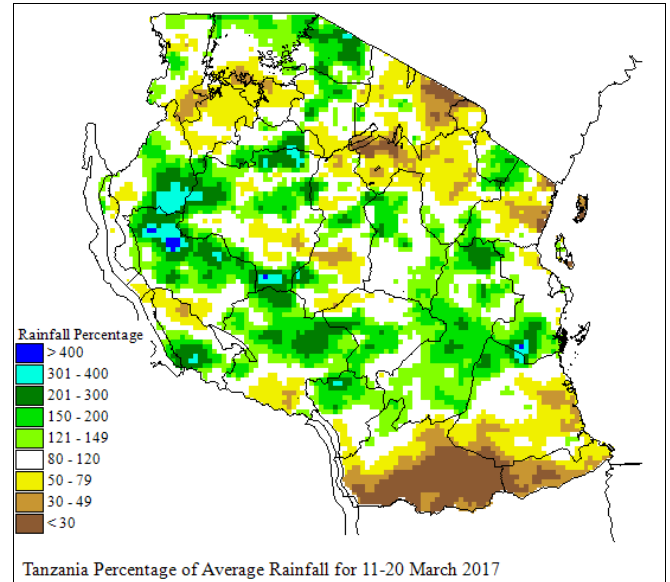 Rainfall Percentage
> 400
301 - 400
201 - 300
150 - 200
121 - 149
80 - 120
50 - 79
30 - 49
< 30
Tanzania Percentage of Average Rainfall for 11-20 March 2017